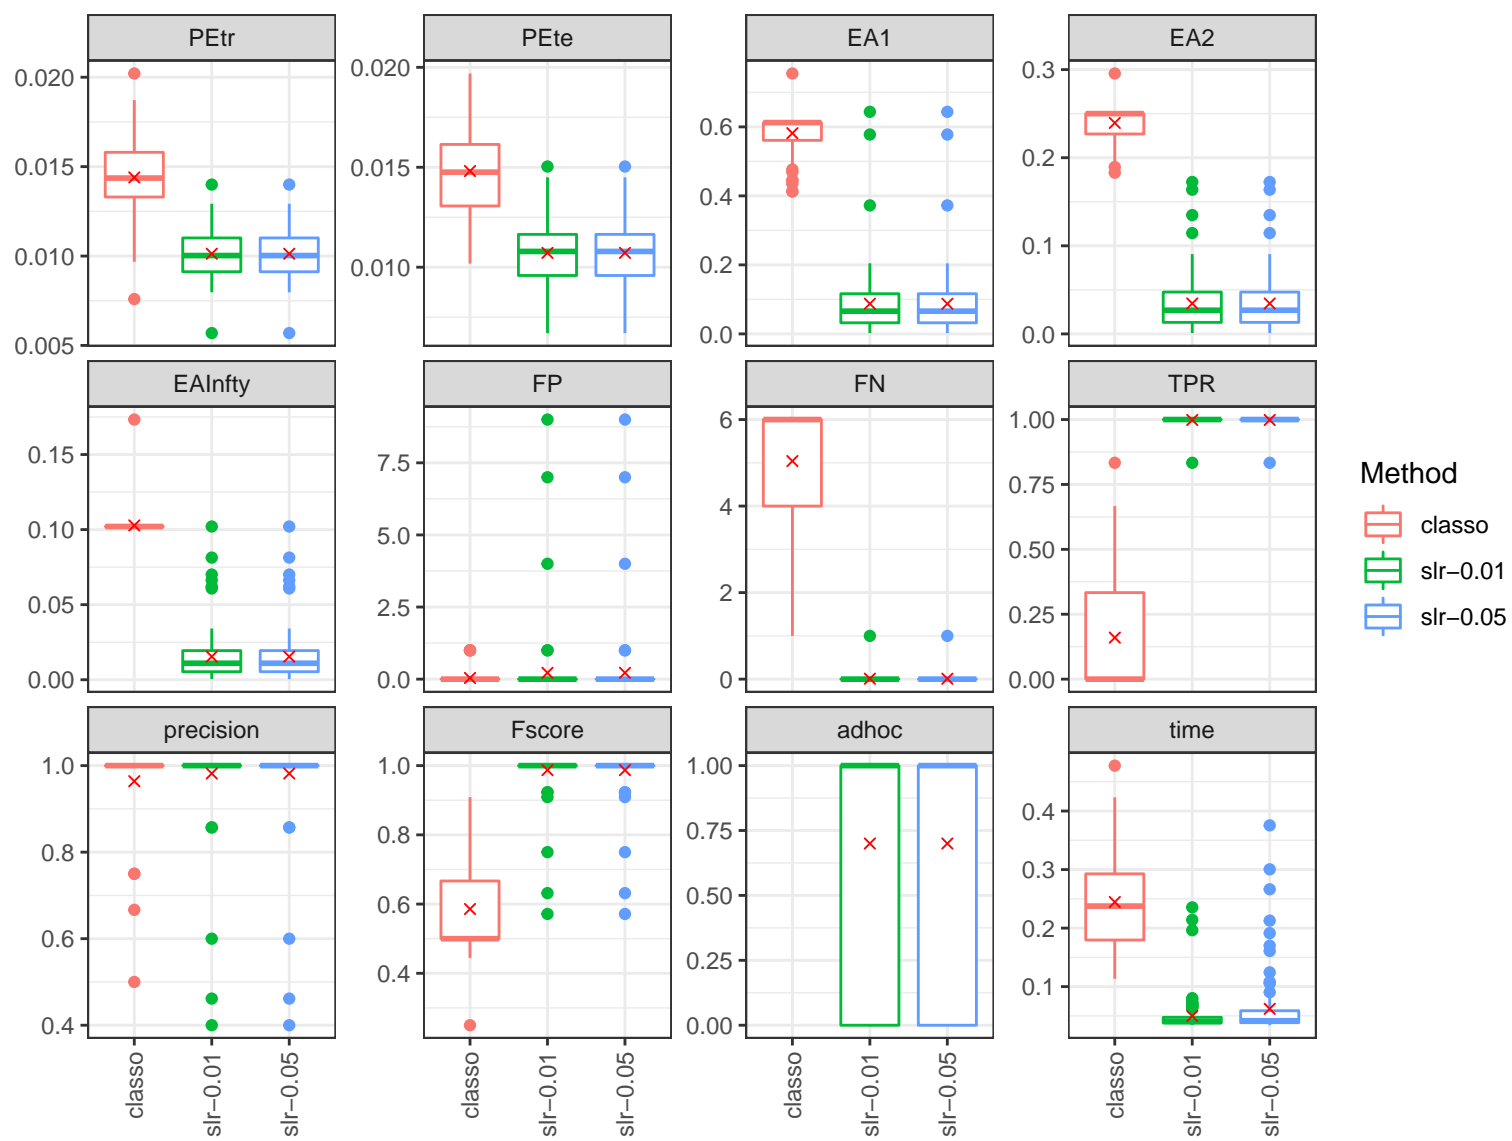 PEtr PEte EA1 EA2
0.020 0.015 0.010 0.005
0.020 0.015 0.010
0.6 0.4 0.2 0.0
0.3 0.2 0.1 0.0
EAInfty FP FN TPR
0.15 0.10 0.05 0.00
7.5 5.0 2.5 0.0
6 4 2 0
1.00 0.75 0.50 0.25 0.00
precision Fscore adhoc time
1.0 0.8 0.6 0.4
1.0 0.8 0.6 0.4
1.00 0.75 0.50 0.25 0.00
0.4 0.3 0.2 0.1
classo slr−0.01 slr−0.05
classo slr−0.01 slr−0.05
classo slr−0.01 slr−0.05
classo slr−0.01 slr−0.05
Method
classo
slr−0.01
slr−0.05